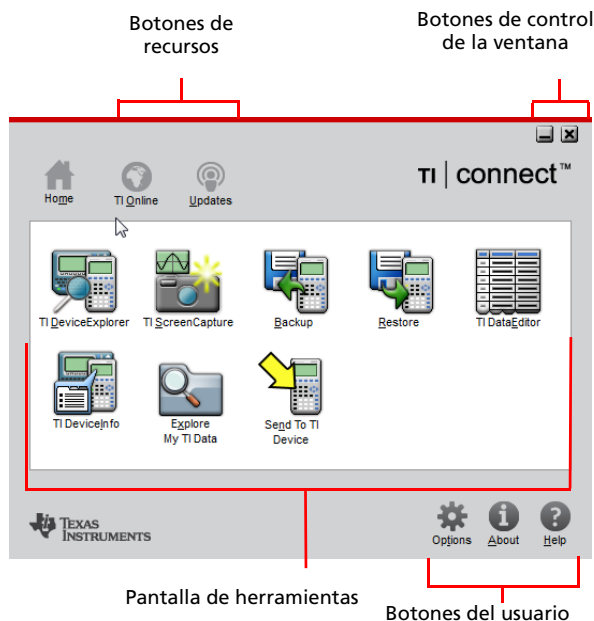 Botones de
recursos
Botones de control
de la ventana
TI | connect™
Home
TI Online
Updates
TI DeviceExplorer
TI ScreenCapture
Backup
Restore
TI DataEditor
TI DeviceInfo
Explore
My TI Data
Send To TI
Device
TEXAS
INSTRUMENTS
Options
About
Help
Pantalla de herramientas
Botones del usuario